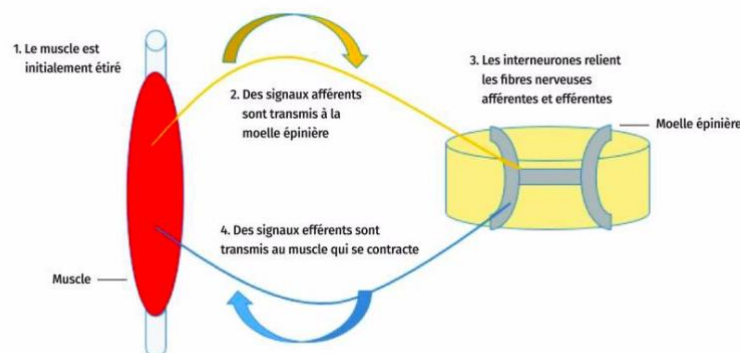 1. Le muscle est
initialement étiré
2. Des signaux afférents
sont transmis à la
moelle épinière
3. Les interneurones relient
les fibres nerveuses
afférentes et efférentes
Moelle épinière
4. Des signaux efférents sont
transmis au muscle qui se contracte
Muscle